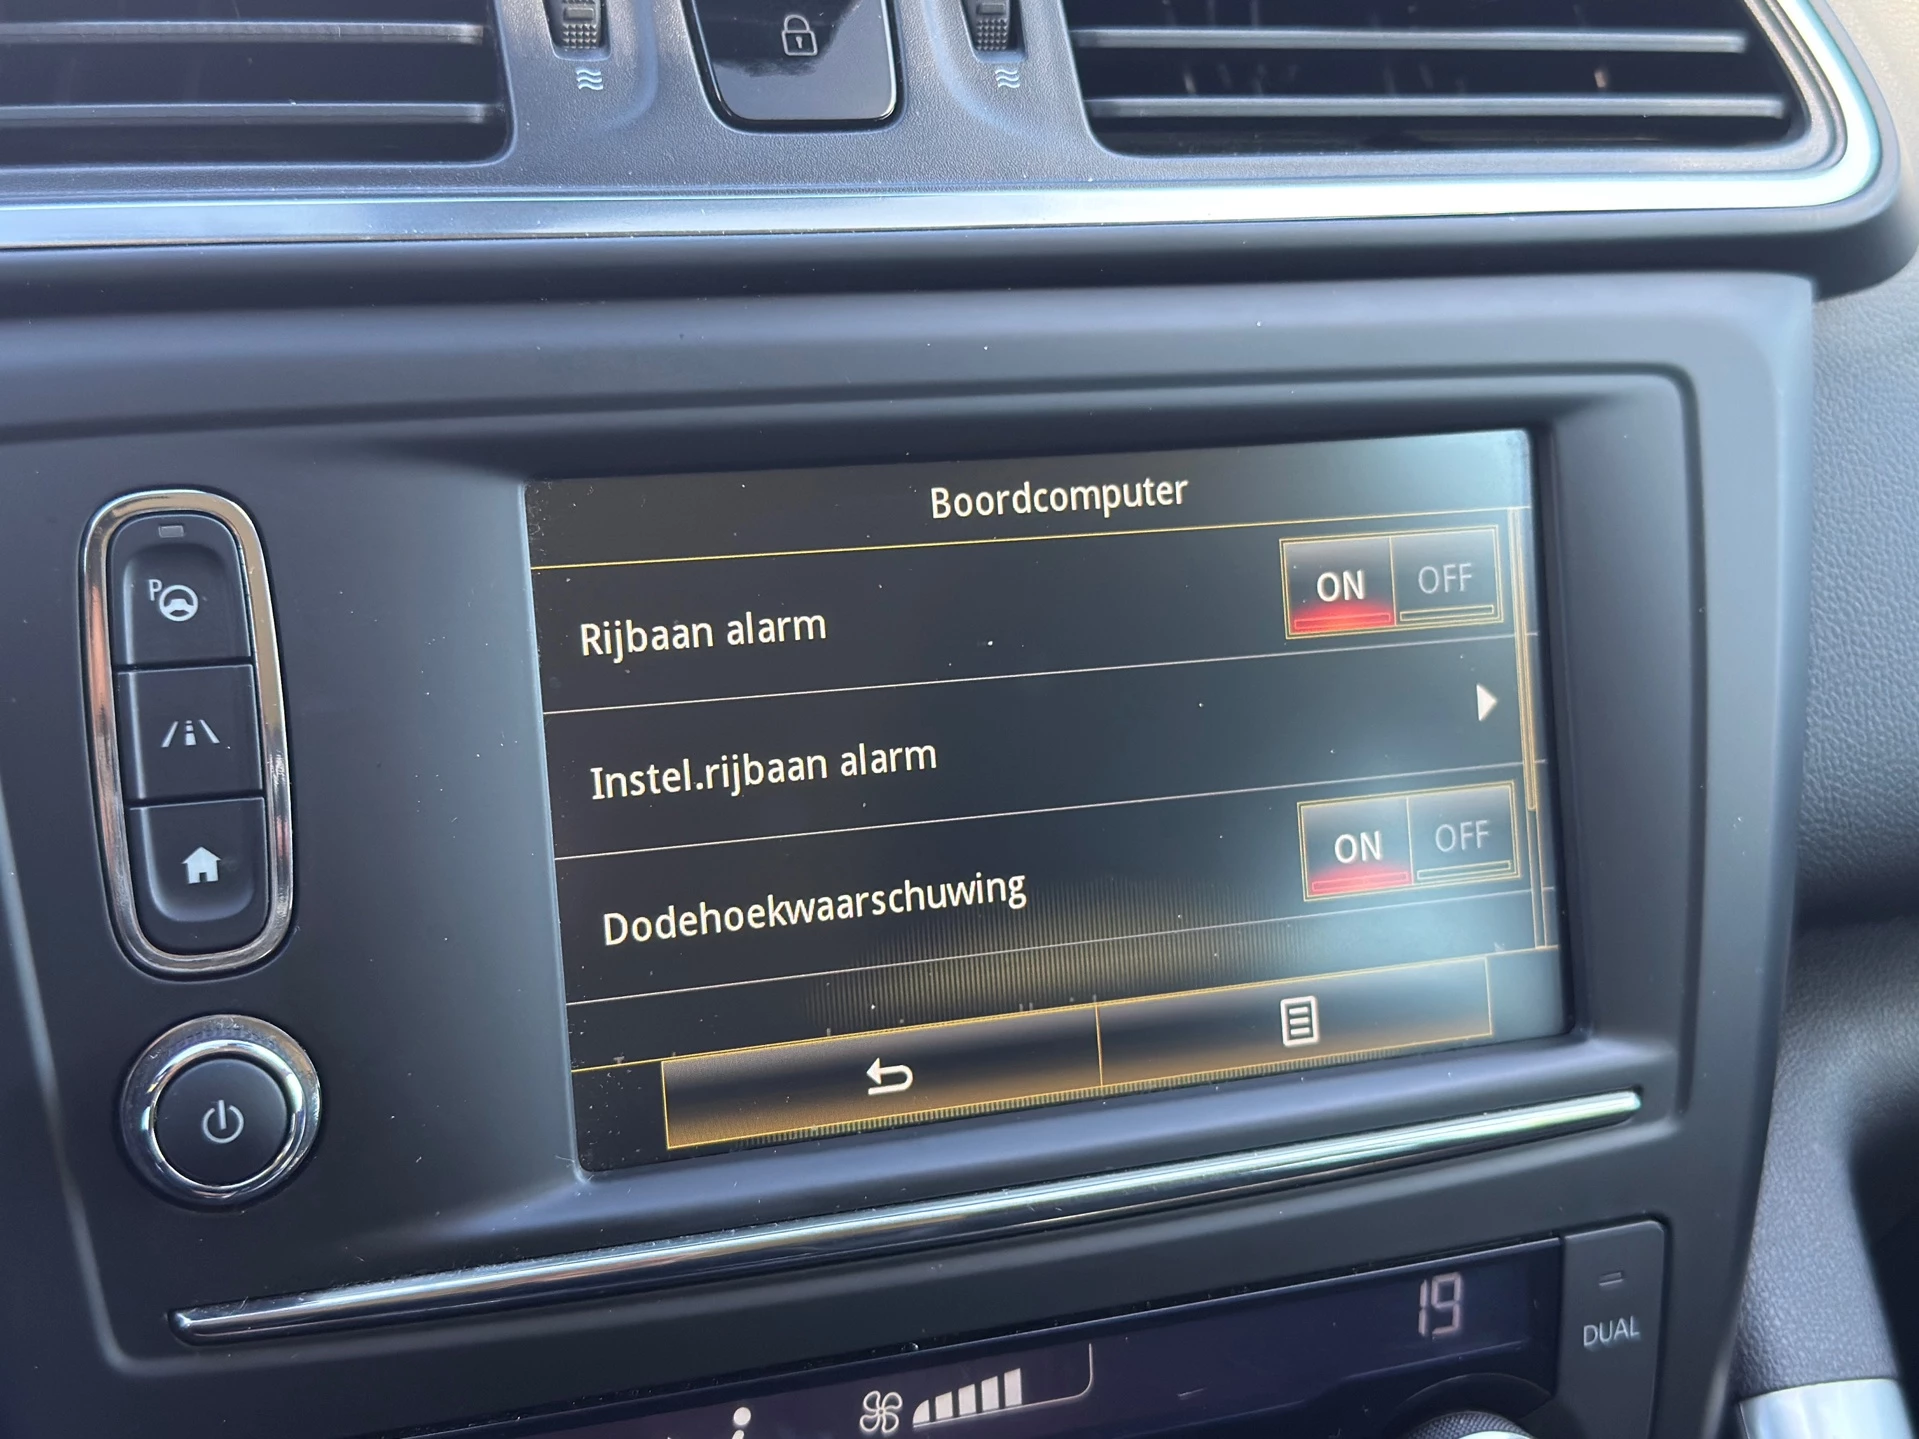 Boordcomputer
Rijbaan alarm
ON OFF
Instel.rijbaan alarm
Dodehoekwaarschuwing
ON OFF
P
19
DUAL